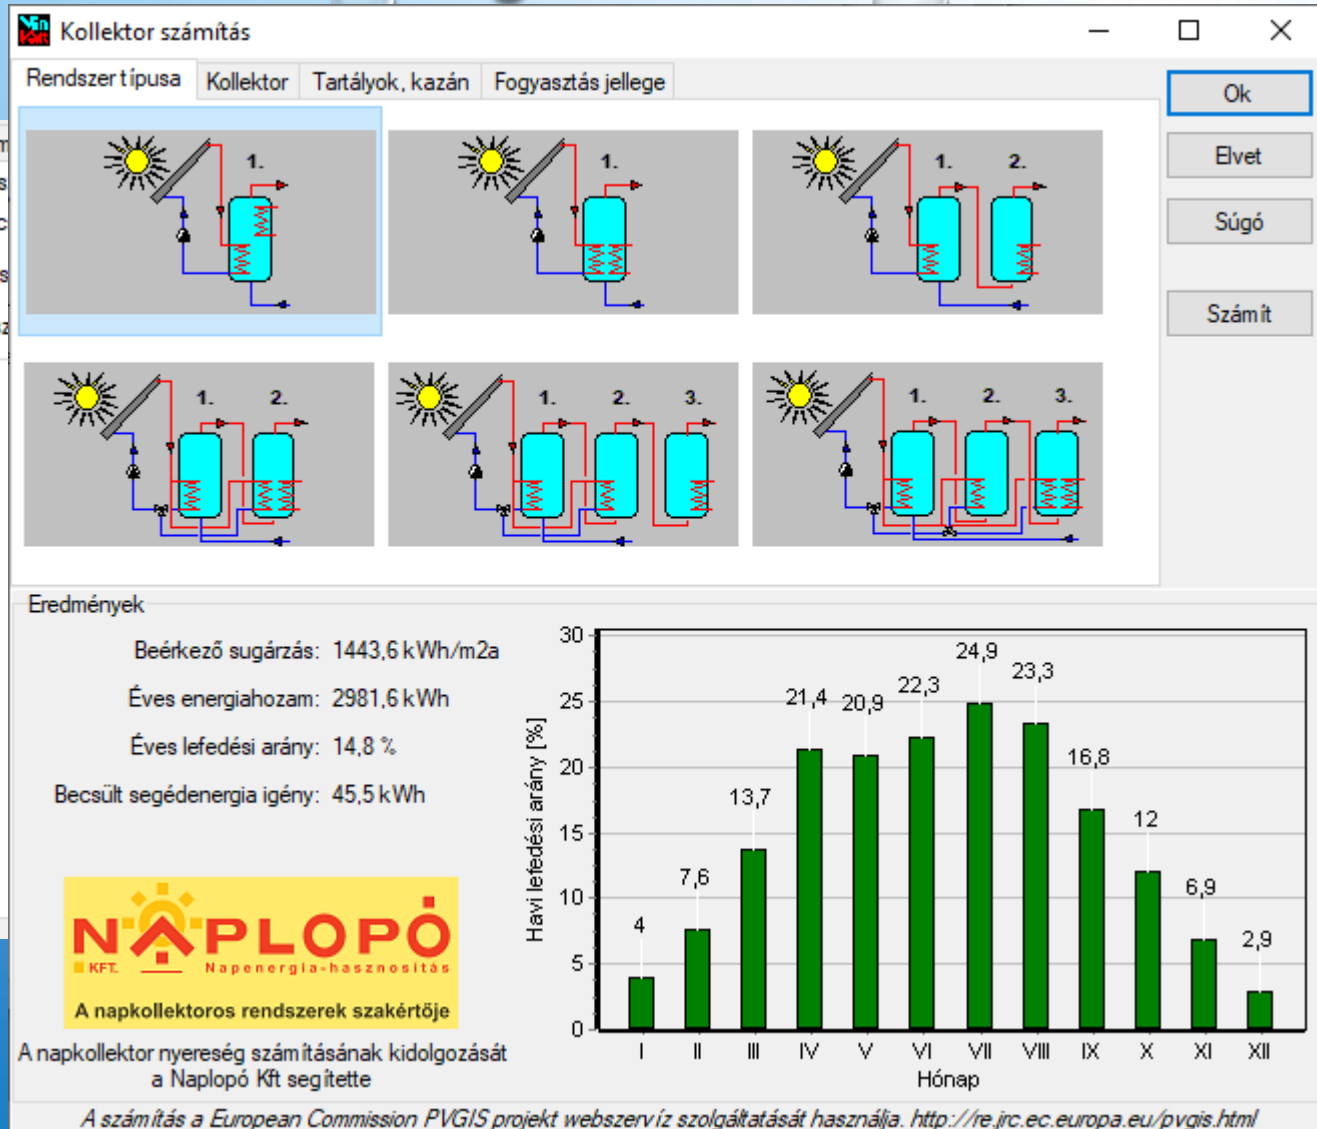 Kollektor számítás
Rendszer típusa
Kollektor
Tartályok, kazán
Fogyasztás jellege
Ok
Elvet
Súgó
Számít
1.
1.
1. 2.
1. 2.
1. 2. 3.
1. 2. 3.
Eredmények
Beérkező sugárzás: 1443,6 kWh/m2a
Éves energiahozam: 2981,6 kWh
Éves lefedési arány: 14,8 %
Becsült segédenergia igény: 45,5 kWh
NAPLOPÓ
KFT. Napenergia-hasznosítás
A napkollektoros rendszerek szakértője
A napkollektor nyereség számításának kidolgozását
a Naplopó Kft segítette
Havi lefedési arány [%]
30
25
20
15
10
5
0
4
7,6
13,7
21,4
20,9
22,3
24,9
23,3
16,8
12
6,9
2,9
I II III IV V VI VII VIII IX X XI XII
Hónap
A számítás a European Commission PVGIS projekt webszervíz szolgáltatását használja. http://re.jrc.ec.europa.eu/pvgis.html